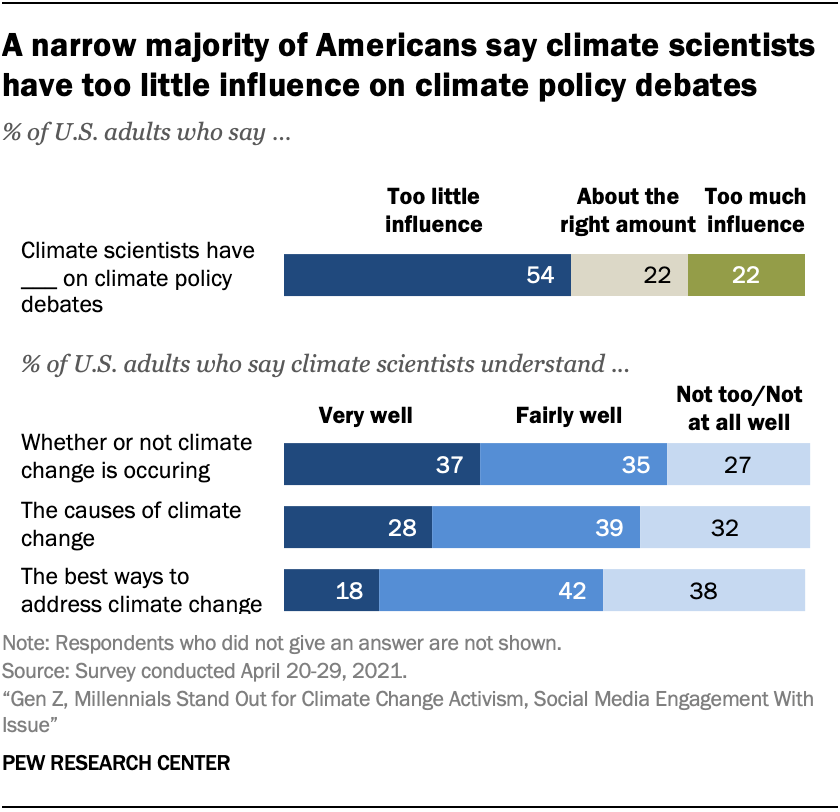 A narrow majority of Americans say climate scientists
have too little influence on climate policy debates
% of U.S. adults who say ...
Too little
influence
About the
right amount
Too much
influence
Climate scientists have
___ on climate policy
debates
54
22
22
% of U.S. adults who say climate scientists understand ...
Very well
Fairly well
Not too/Not
at all well
Whether or not climate
change is occuring
37
35
27
The causes of climate
change
28
39
32
The best ways to
address climate change
18
42
38
Note: Respondents who did not give an answer are not shown.
Source: Survey conducted April 20-29, 2021.
“Gen Z, Millennials Stand Out for Climate Change Activism, Social Media Engagement With
Issue”
PEW RESEARCH CENTER